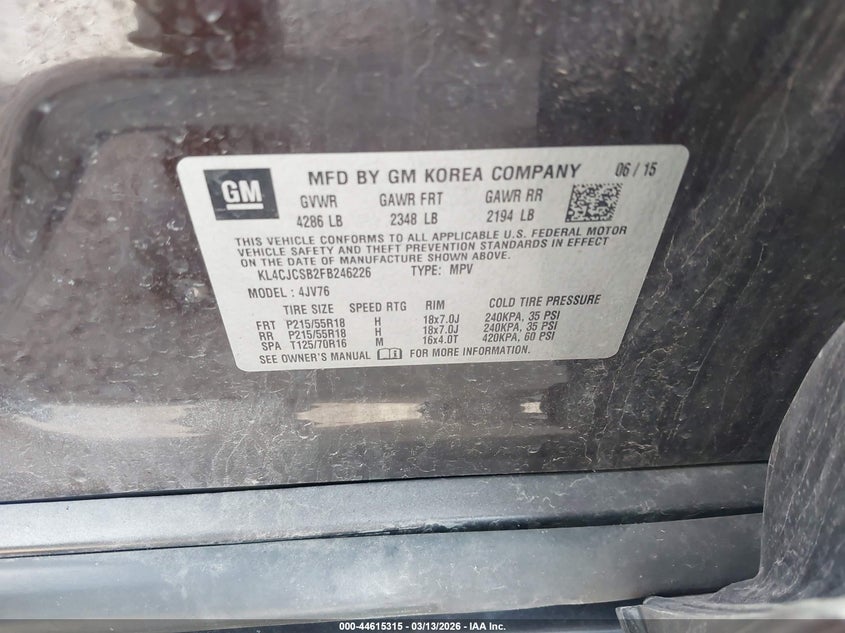 GM
MFD BY GM KOREA COMPANY 06 / 15
GVWR GAWR FRT GAWR RR
4286 LB 2348 LB 2194 LB
THIS VEHICLE CONFORMS TO ALL APPLICABLE U.S. FEDERAL MOTOR
VEHICLE SAFETY AND THEFT PREVENTION STANDARDS IN EFFECT
ON THE DATE OF MANUFACTURE SHOWN ABOVE.
KL4CJCSB2FB246226 TYPE: MPV
MODEL : 4JV76
TIRE SIZE SPEED RTG RIM COLD TIRE PRESSURE
FRT P215/55R18 H 18x7.0J 240KPA, 35 PSI
RR P215/55R18 H 18x7.0J 240KPA, 35 PSI
SPA T125/70R16 M 16x4.0T 420KPA, 60 PSI
SEE OWNER'S MANUAL FOR MORE INFORMATION.
000-44615315 - 03/13/2026 - IAA Inc.